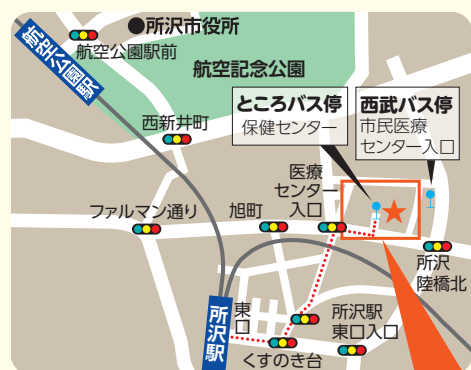 ●所沢市役所
航空公園駅
航空公園駅前
航空記念公園
ところバス停
保健センター
西武バス停
市民医療
センター入口
西新井町
医療
センター
入口
ファルマン通り
旭町
所沢
陸橋北
所沢駅
東口
所沢駅
東口入口
くすのき台